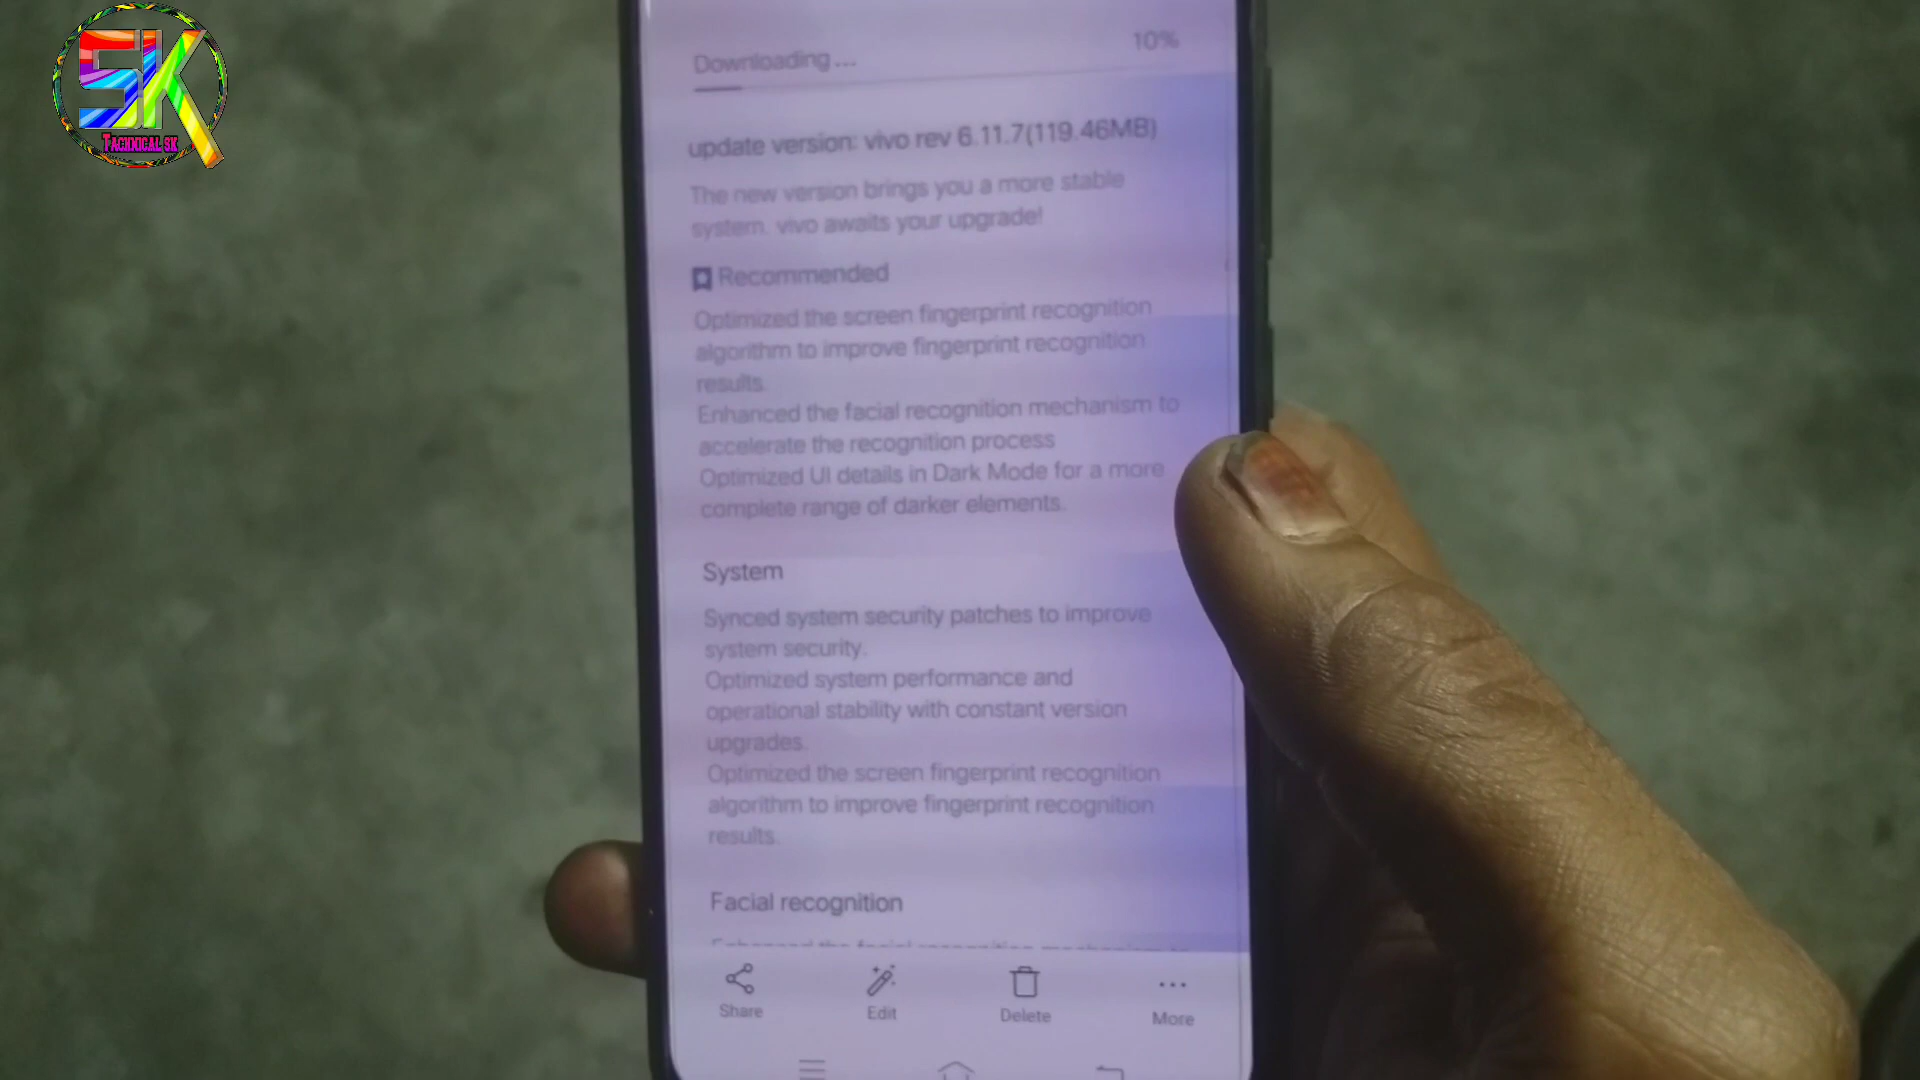 SK
TACHNICAL SK
Downloading ...
10%
update version: vivo rev 6.11.7(119.46MB)
The new version brings you a more stable
system. vivo awaits your upgrade!
Recommended
Optimized the screen fingerprint recognition
algorithm to improve fingerprint recognition
results.
Enhanced the facial recognition mechanism to
accelerate the recognition process
Optimized UI details in Dark Mode for a more
complete range of darker elements.
System
Synced system security patches to improve
system security.
Optimized system performance and
operational stability with constant version
upgrades.
Optimized the screen fingerprint recognition
algorithm to improve fingerprint recognition
results.
Facial recognition
Share
Edit
Delete
More